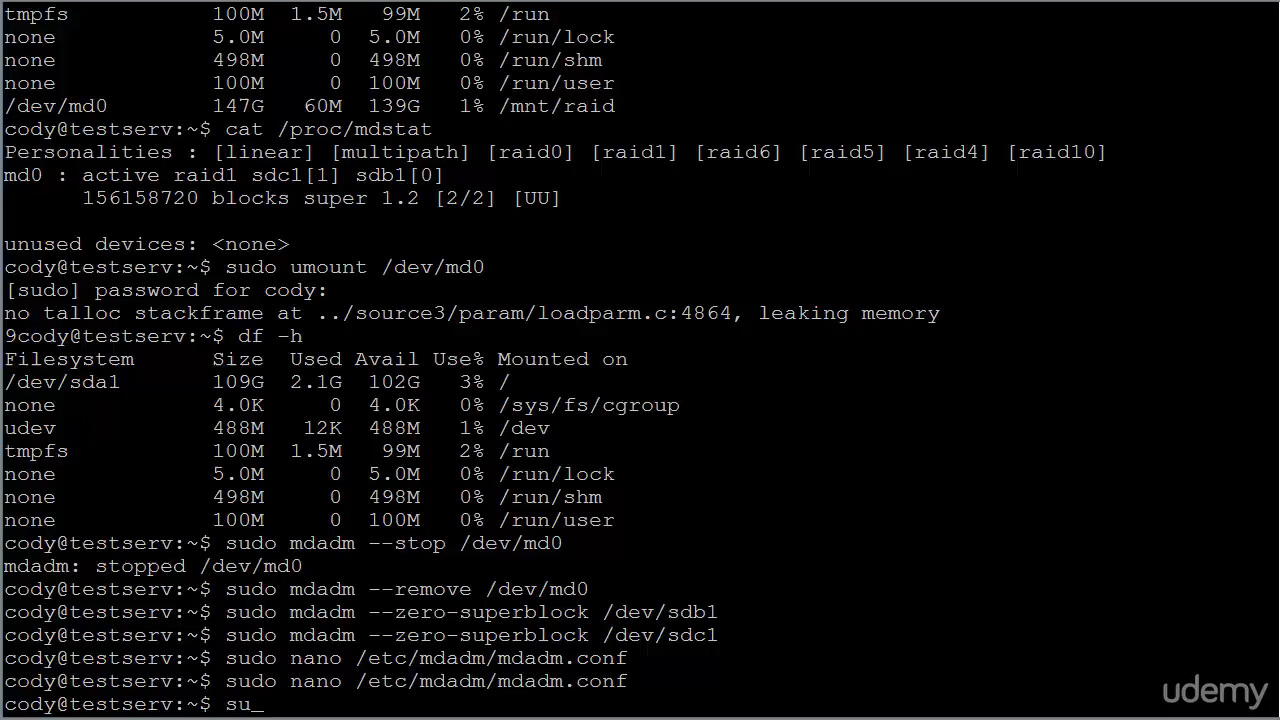 tmpfs 100M 1.5M 99M 2% /run
none 5.0M 0 5.0M 0% /run/lock
none 498M 0 498M 0% /run/shm
none 100M 0 100M 0% /run/user
/dev/md0 147G 60M 139G 1% /mnt/raid
cody@testserv:~$ cat /proc/mdstat
Personalities : [linear] [multipath] [raid0] [raid1] [raid6] [raid5] [raid4] [raid10]
md0 : active raid1 sdc1[1] sdb1[0]
156158720 blocks super 1.2 [2/2] [UU]
unused devices: <none>
cody@testserv:~$ sudo umount /dev/md0
[sudo] password for cody:
no talloc stackframe at ../source3/param/loadparm.c:4864, leaking memory
9cody@testserv:~$ df -h
Filesystem Size Used Avail Use% Mounted on
/dev/sda1 109G 2.1G 102G 3% /
none 4.0K 0 4.0K 0% /sys/fs/cgroup
udev 488M 12K 488M 1% /dev
tmpfs 100M 1.5M 99M 2% /run
none 5.0M 0 5.0M 0% /run/lock
none 498M 0 498M 0% /run/shm
none 100M 0 100M 0% /run/user
cody@testserv:~$ sudo mdadm --stop /dev/md0
mdadm: stopped /dev/md0
cody@testserv:~$ sudo mdadm --remove /dev/md0
cody@testserv:~$ sudo mdadm --zero-superblock /dev/sdb1
cody@testserv:~$ sudo mdadm --zero-superblock /dev/sdc1
cody@testserv:~$ sudo nano /etc/mdadm/mdadm.conf
cody@testserv:~$ sudo nano /etc/mdadm/mdadm.conf
cody@testserv:~$ su_
udemy